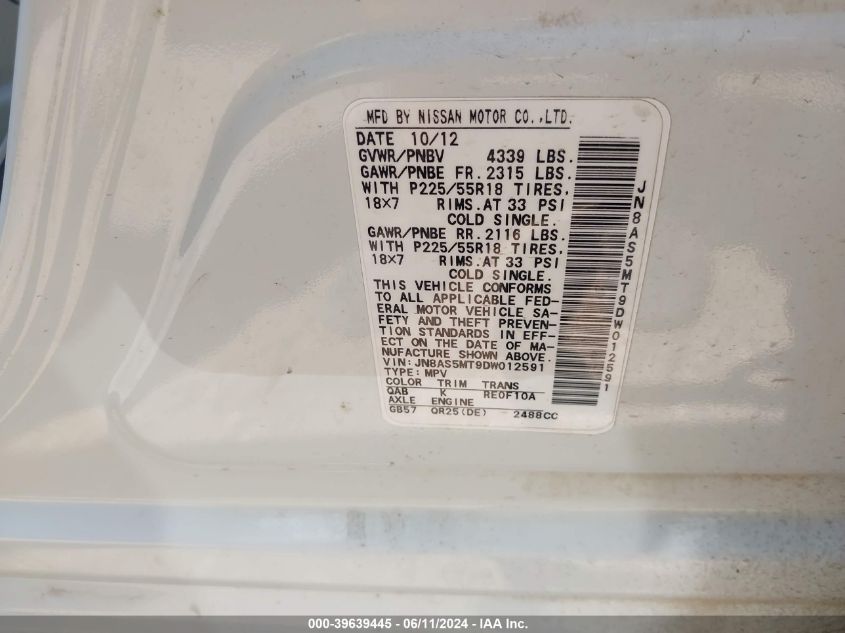 MFD BY NISSAN MOTOR CO.,LTD.
DATE 10/12
GVWR/PNBV 4339 LBS.
GAWR/PNBE FR. 2315 LBS.
WITH P225/55R18 TIRES,
18×7 RIMS. AT 33 PSI
COLD SINGLE.
GAWR/PNBE RR. 2116 LBS.
WITH P225/55R18 TIRES,
18×7 RIMS. AT 33 PSI
COLD SINGLE.
THIS VEHICLE CONFORMS
TO ALL APPLICABLE FED-
ERAL MOTOR VEHICLE SA-
FETY AND THEFT PREVEN-
TION STANDARDS IN EFF-
ECT ON THE DATE OF MA-
NUFACTURE SHOWN ABOVE.
VIN: JN8AS5MT9DW012591
TYPE: MPV
COLOR TRIM TRANS
QAB K RE0F10A
AXLE ENGINE
GB57 QR25(DE) 2488CC
JN8AS5MT9DW012591
000-39639445 - 06/11/2024 - IAA Inc.